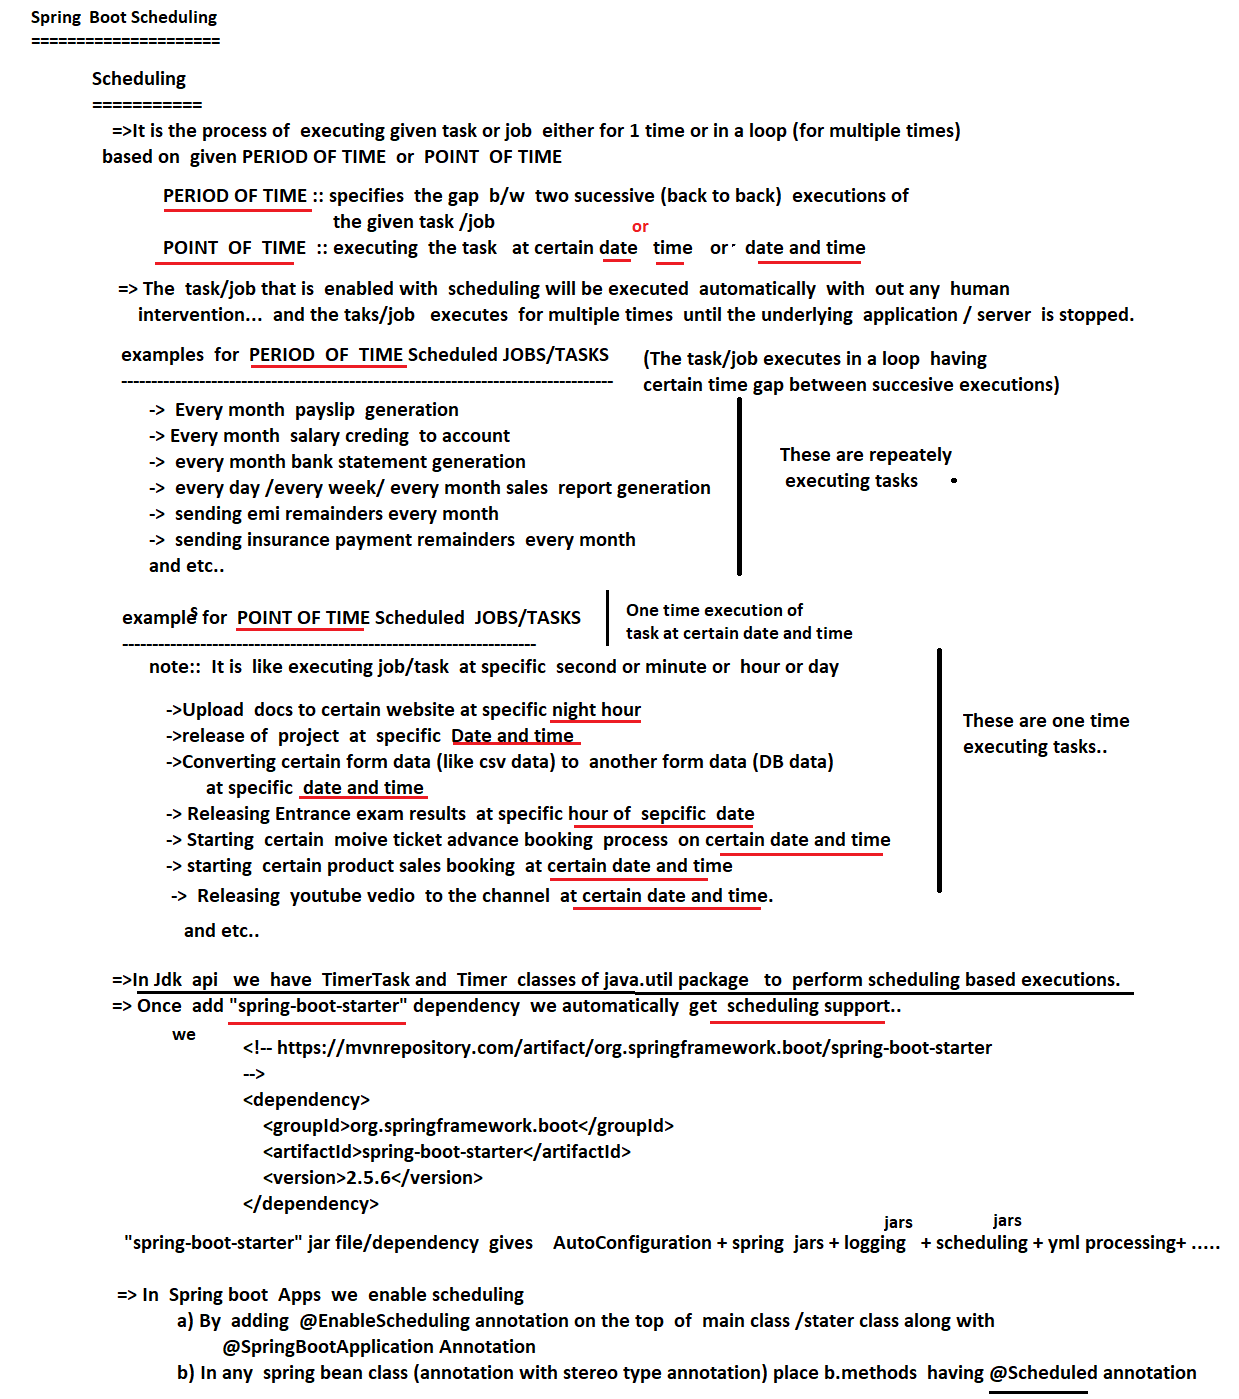 Spring Boot Scheduling
=====================
Scheduling
===========
=>It is the process of executing given task or job either for 1 time or in a loop (for multiple times)
based on given PERIOD OF TIME or POINT OF TIME
PERIOD OF TIME :: specifies the gap b/w two sucessive (back to back) executions of
the given task /job
or
POINT OF TIME :: executing the task at certain date time or date and time
=> The task/job that is enabled with scheduling will be executed automatically with out any human
intervention... and the taks/job executes for multiple times until the underlying application / server is stopped.
examples for PERIOD OF TIME Scheduled JOBS/TASKS
(The task/job executes in a loop having
certain time gap between succesive executions)
----------------------------------------------------------------------------------
-> Every month payslip generation
-> Every month salary creding to account
-> every month bank statement generation
-> every day /every week/ every month sales report generation
-> sending emi remainders every month
-> sending insurance payment remainders every month
and etc..
These are repeately
executing tasks
examples for POINT OF TIME Scheduled JOBS/TASKS
One time execution of
task at certain date and time
---------------------------------------------------------------------
note:: It is like executing job/task at specific second or minute or hour or day
->Upload docs to certain website at specific night hour
->release of project at specific Date and time
->Converting certain form data (like csv data) to another form data (DB data)
at specific date and time
-> Releasing Entrance exam results at specific hour of sepcific date
-> Starting certain moive ticket advance booking process on certain date and time
-> starting certain product sales booking at certain date and time
-> Releasing youtube vedio to the channel at certain date and time.
and etc..
These are one time
executing tasks..
=>In Jdk api we have TimerTask and Timer classes of java.util package to perform scheduling based executions.
=> Once add "spring-boot-starter" dependency we automatically get scheduling support..
we
<!-- https://mvnrepository.com/artifact/org.springframework.boot/spring-boot-starter
-->
<dependency>
<groupId>org.springframework.boot</groupId>
<artifactId>spring-boot-starter</artifactId>
<version>2.5.6</version>
</dependency>
jars jars
"spring-boot-starter" jar file/dependency gives AutoConfiguration + spring jars + logging + scheduling + yml processing+ .....
=> In Spring boot Apps we enable scheduling
a) By adding @EnableScheduling annotation on the top of main class /stater class along with
@SpringBootApplication Annotation
b) In any spring bean class (annotation with stereo type annotation) place b.methods having @Scheduled annotation